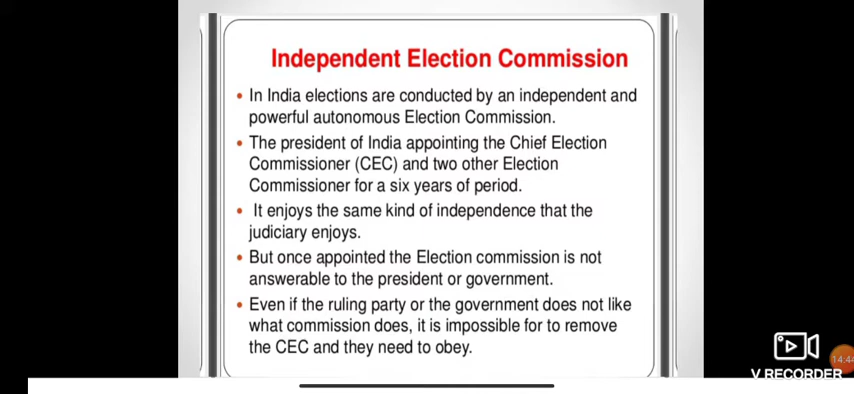 Independent Election Commission
• In India elections are conducted by an independent and
powerful autonomous Election Commission.
• The president of India appointing the Chief Election
Commissioner (CEC) and two other Election
Commissioner for a six years of period.
• It enjoys the same kind of independence that the
judiciary enjoys.
• But once appointed the Election commission is not
answerable to the president or government.
• Even if the ruling party or the government does not like
what commission does, it is impossible for to remove
the CEC and they need to obey.
V RECORDER